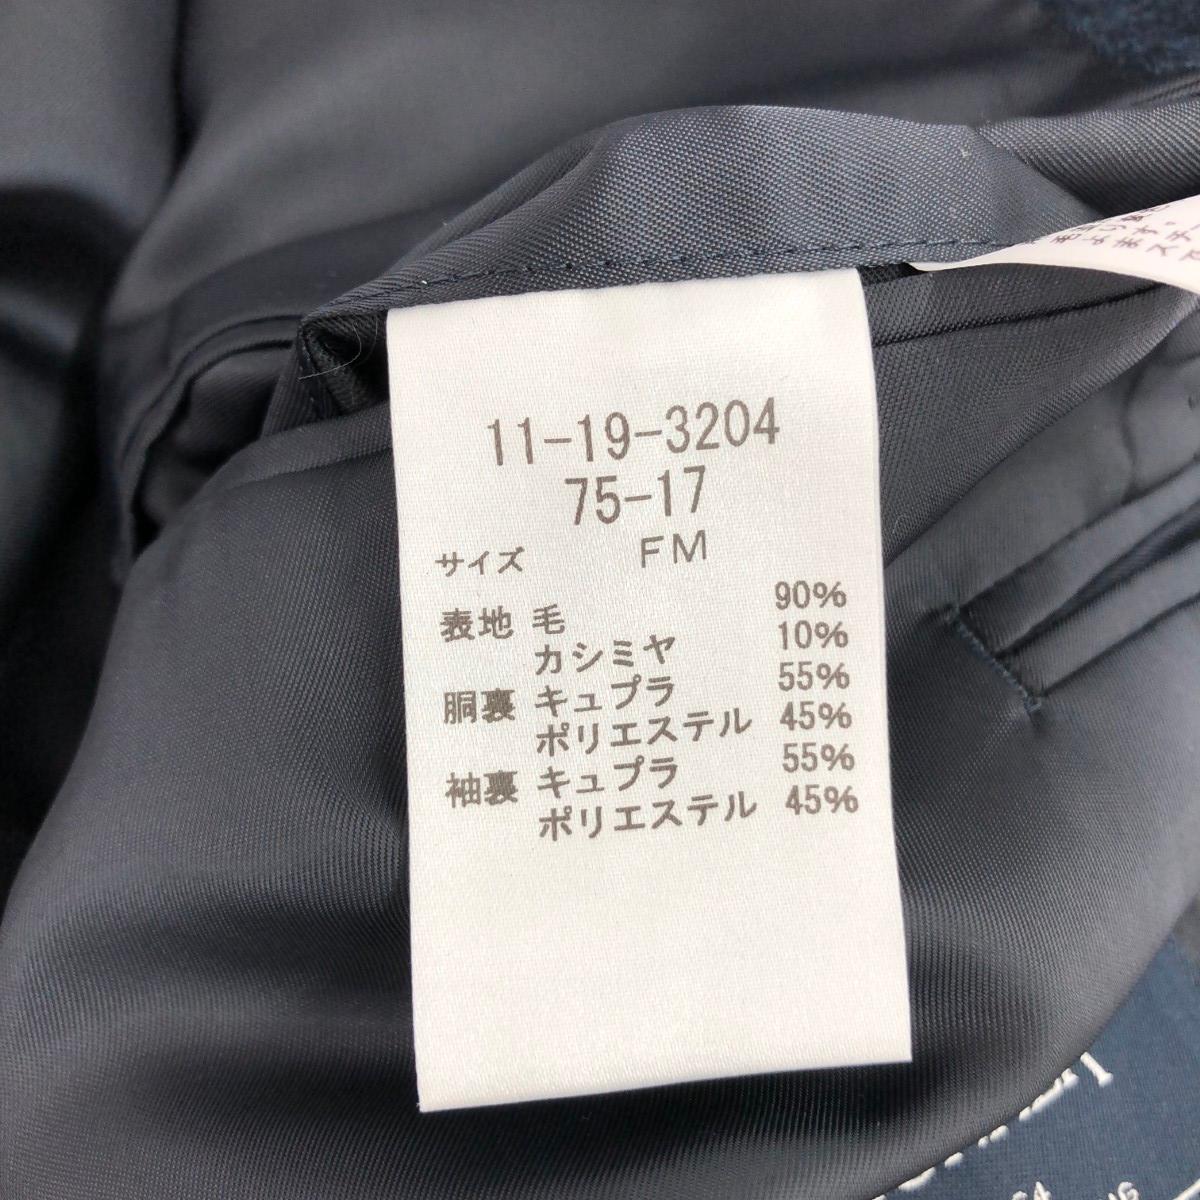 11-19-3204
75-17
サイズ FM
表地 毛 90%
カシミヤ 10%
胴裏 キュプラ 55%
ポリエステル 45%
袖裏 キュプラ 55%
ポリエステル 45%